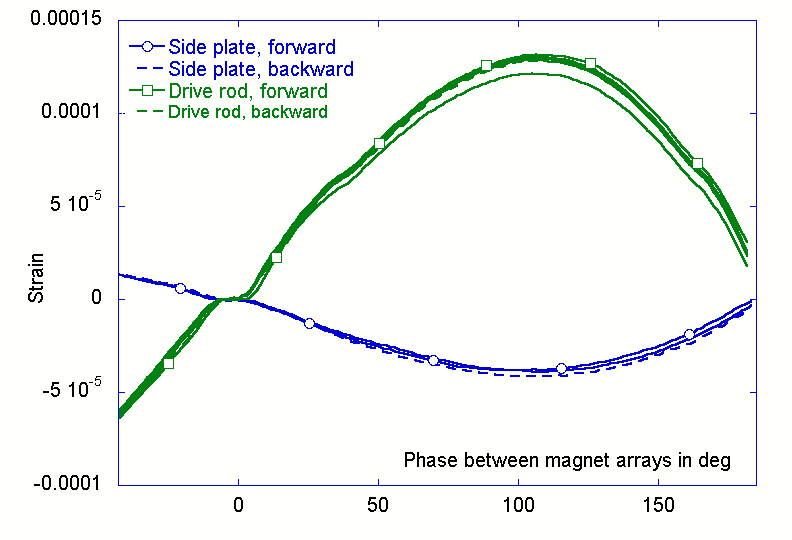 0.00015
Side plate, forward
Side plate, backward
Drive rod, forward
Drive rod, backward
0.0001
5 10⁻⁵
Strain
0
-5 10⁻⁵
Phase between magnet arrays in deg
-0.0001
0 50 100 150